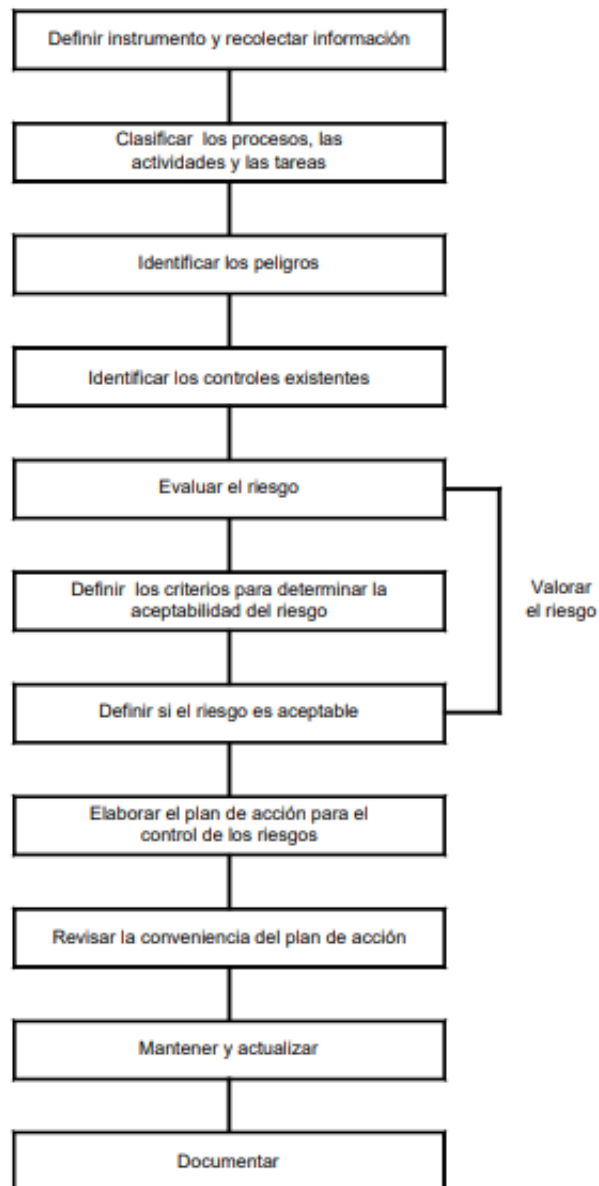 Definir instrumento y recolectar información
Clasificar los procesos, las
actividades y las tareas
Identificar los peligros
Identificar los controles existentes
Evaluar el riesgo
Definir los criterios para determinar la
aceptabilidad del riesgo
Valorar
el riesgo
Definir si el riesgo es aceptable
Elaborar el plan de acción para el
control de los riesgos
Revisar la conveniencia del plan de acción
Mantener y actualizar
Documentar